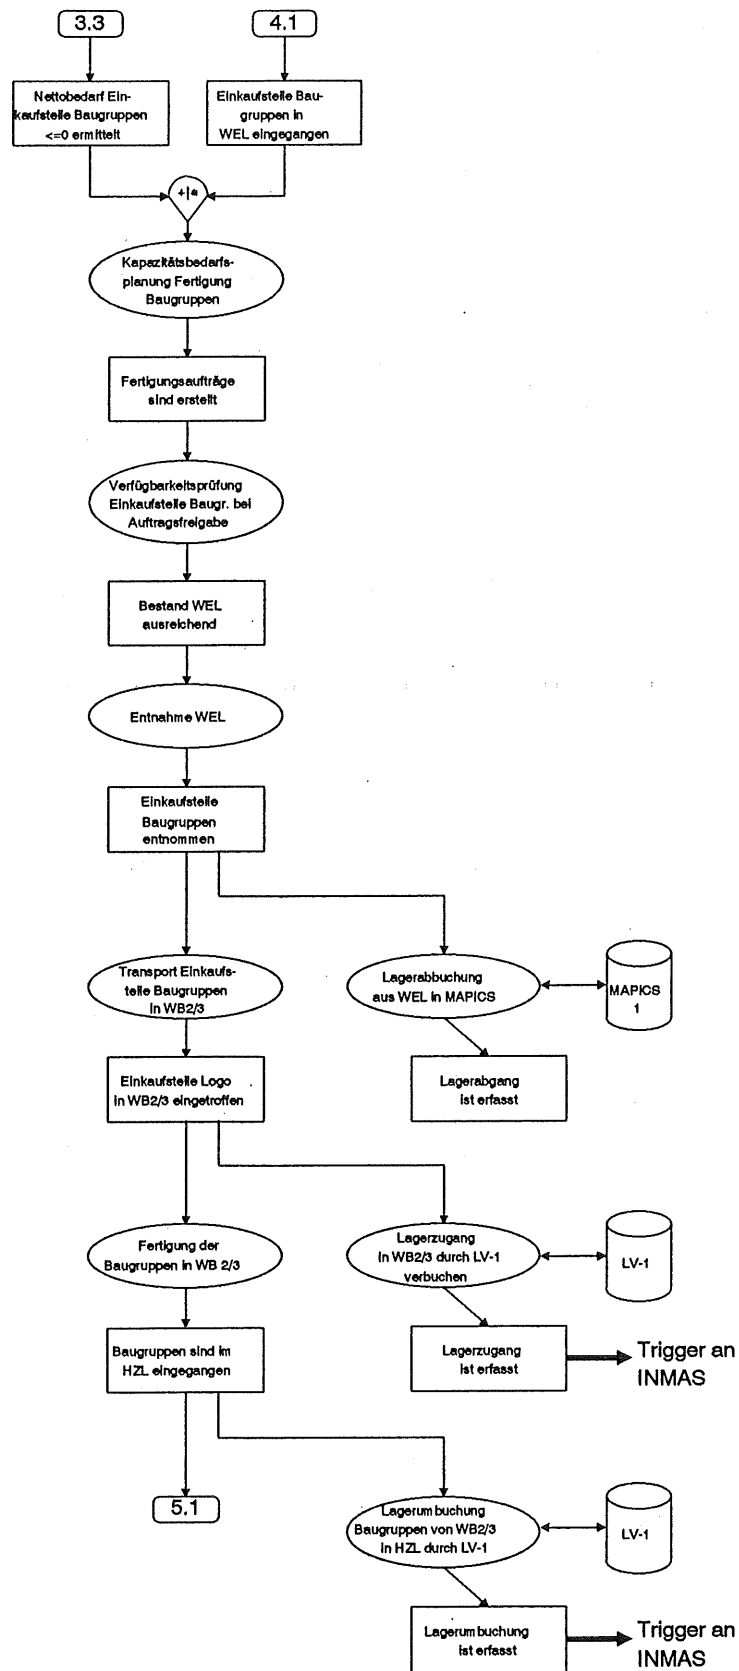 3.3
4.1
Nettobedarf Ein-
kaufsteile Baugruppen
<=0 ermittelt
Einkaufsteile Bau-
gruppen in
WEL eingegangen
Kapazitätsbedarfs-
planung Fertigung
Baugruppen
Fertigungsaufträge
sind erstellt
Verfügbarkeitsprüfung
Einkaufsteile Baugr. bei
Auftragsfreigabe
Bestand WEL
ausreichend
Entnahme WEL
Einkaufsteile
Baugruppen
entnommen
Transport Einkaufs-
teile Baugruppen
in WB2/3
Lagerabbuchung
aus WEL in MAPICS
MAPICS
1
Einkaufsteile Logo
in WB2/3 eingetroffen
Lagerabgang
ist erfasst
Fertigung der
Baugruppen in WB 2/3
Lagerzugang
in WB2/3 durch LV-1
verbuchen
LV-1
Baugruppen sind im
HZL eingegangen
Lagerzugang
ist erfasst
Trigger an
INMAS
5.1
Lagerumbuchung
Baugruppen von WB2/3
in HZL durch LV-1
LV-1
Lagerumbuchung
ist erfasst
Trigger an
INMAS